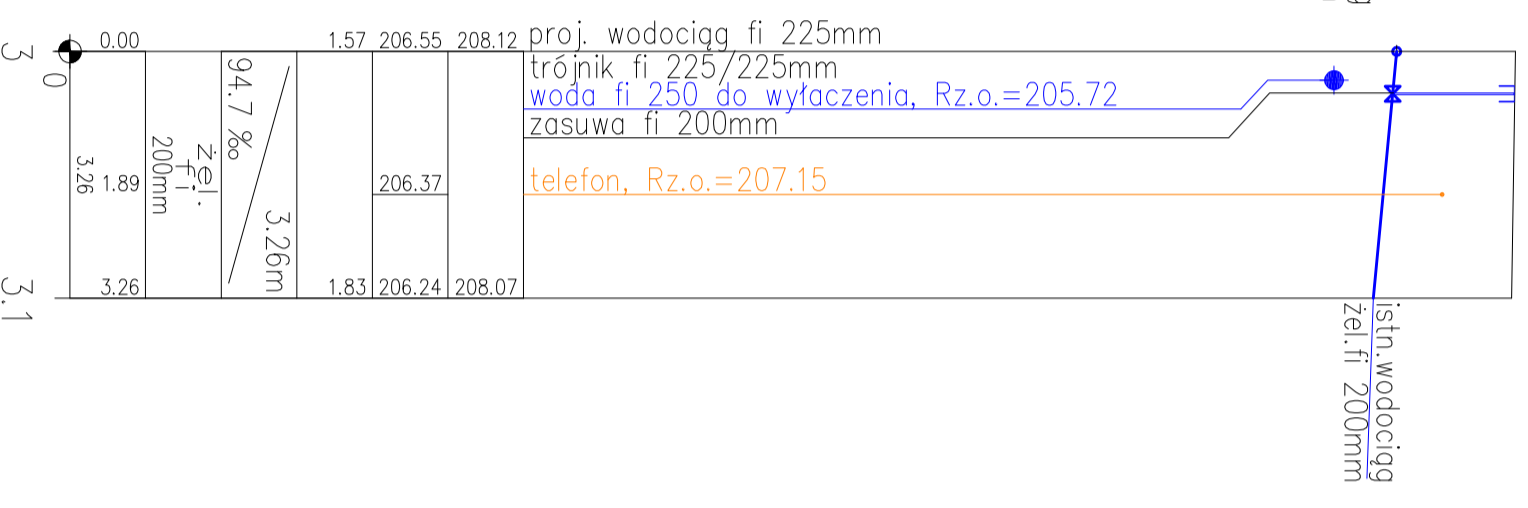 proj. wodociąg fi 225mm
trójnik fi 225/225mm
woda fi 250 do wyłaczenia, Rz.o.=205.72
zasuwa fi 200mm
telefon, Rz.o.=207.15
istn.wodociąg
żel.fi 200mm
208.12
208.07
206.55
206.37
206.24
1.57
1.83
94.7 ‰
3.26m
żel.
fi
200mm
0.00
1.89
3.26
3.26
0
3
3.1